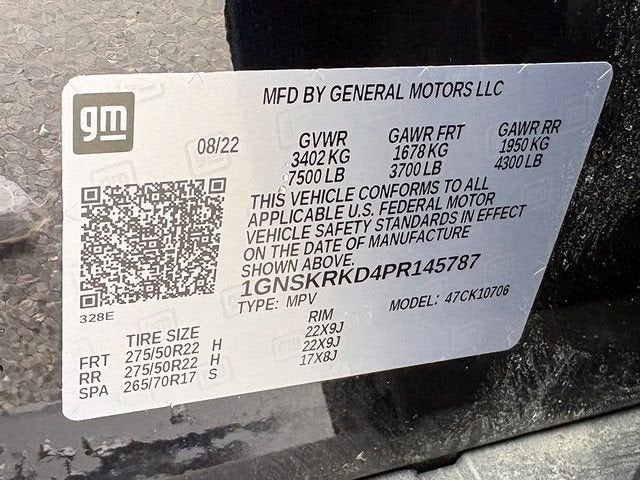 gm
MFD BY GENERAL MOTORS LLC
08/22
GVWR GAWR FRT GAWR RR
3402 KG 1678 KG 1950 KG
7500 LB 3700 LB 4300 LB
THIS VEHICLE CONFORMS TO ALL
APPLICABLE U.S. FEDERAL MOTOR
VEHICLE SAFETY STANDARDS IN EFFECT
ON THE DATE OF MANUFACTURE
SHOWN ABOVE.
1GNSKRKD4PR145787
TYPE: MPV MODEL: 47CK10706
328E
TIRE SIZE RIM
FRT 275/50R22 H 22X9J
RR 275/50R22 H 22X9J
SPA 265/70R17 S 17X8J